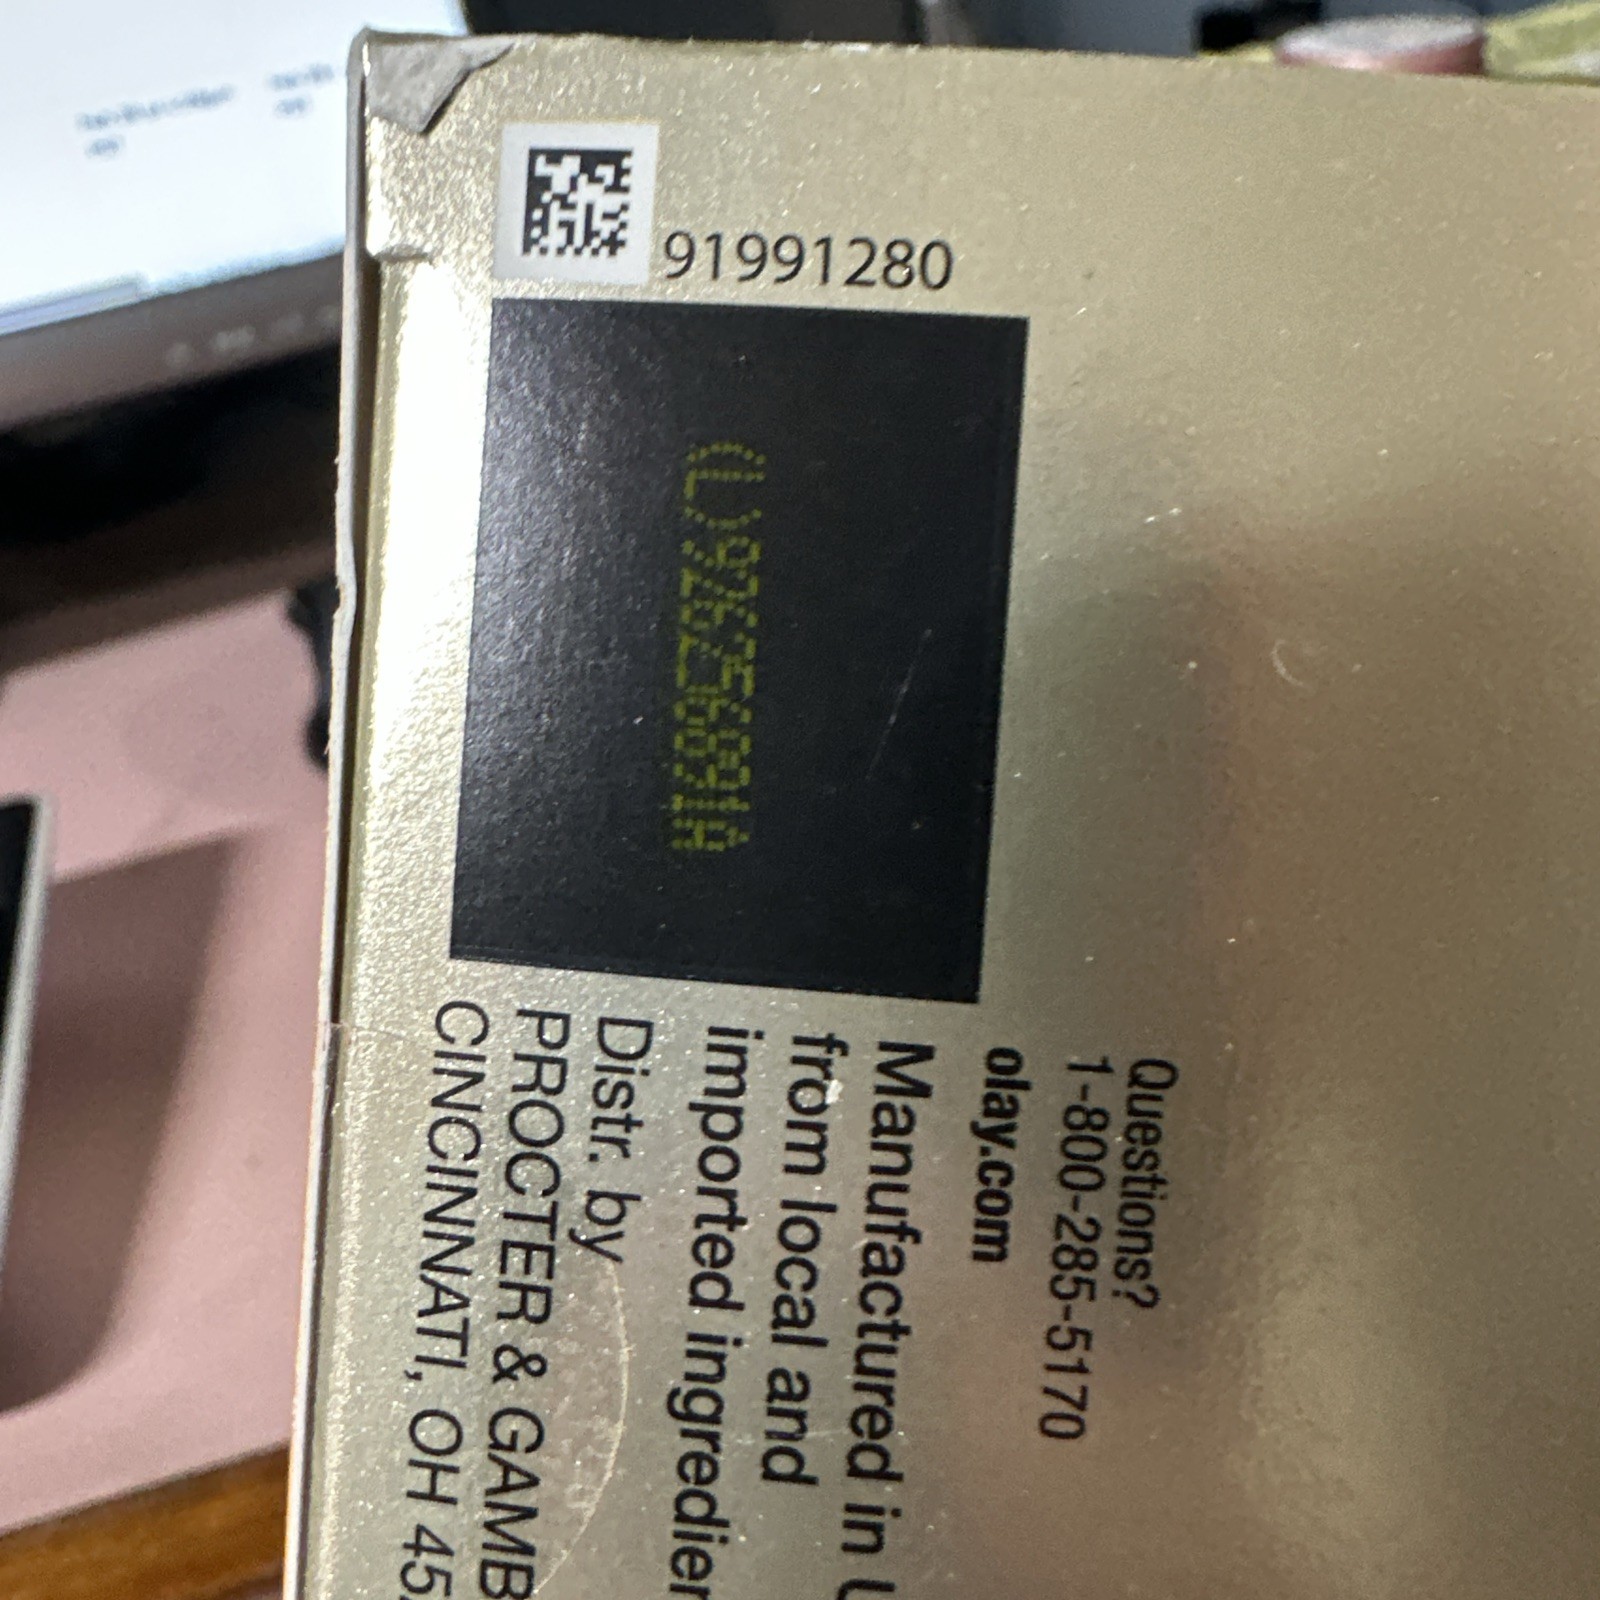 91991280
(L)92625689IA
Questions?
1-800-285-5170
olay.com
Manufactured in
from local and
imported
Distr. by
PROCTER &
CINCINNATI, OH